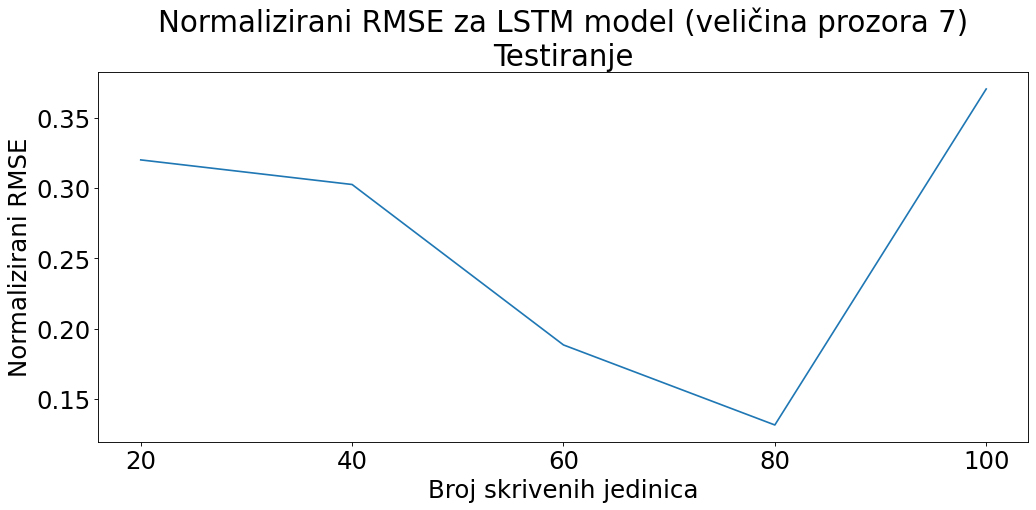 Normalizirani RMSE za LSTM model (veličina prozora 7)
Testiranje
Normalizirani RMSE
0.35
0.30
0.25
0.20
0.15
20 40 60 80 100
Broj skrivenih jedinica